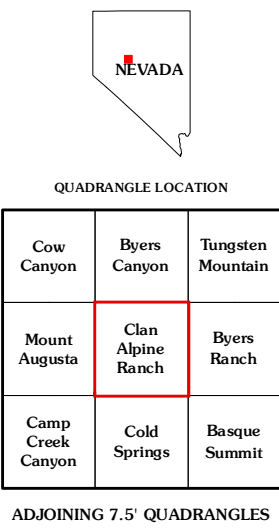 NEVADA
QUADRANGLE LOCATION
Cow
Canyon
Byers
Canyon
Tungsten
Mountain
Mount
Augusta
Clan
Alpine
Ranch
Byers
Ranch
Camp
Creek
Canyon
Cold
Springs
Basque
Summit
ADJOINING 7.5' QUADRANGLES